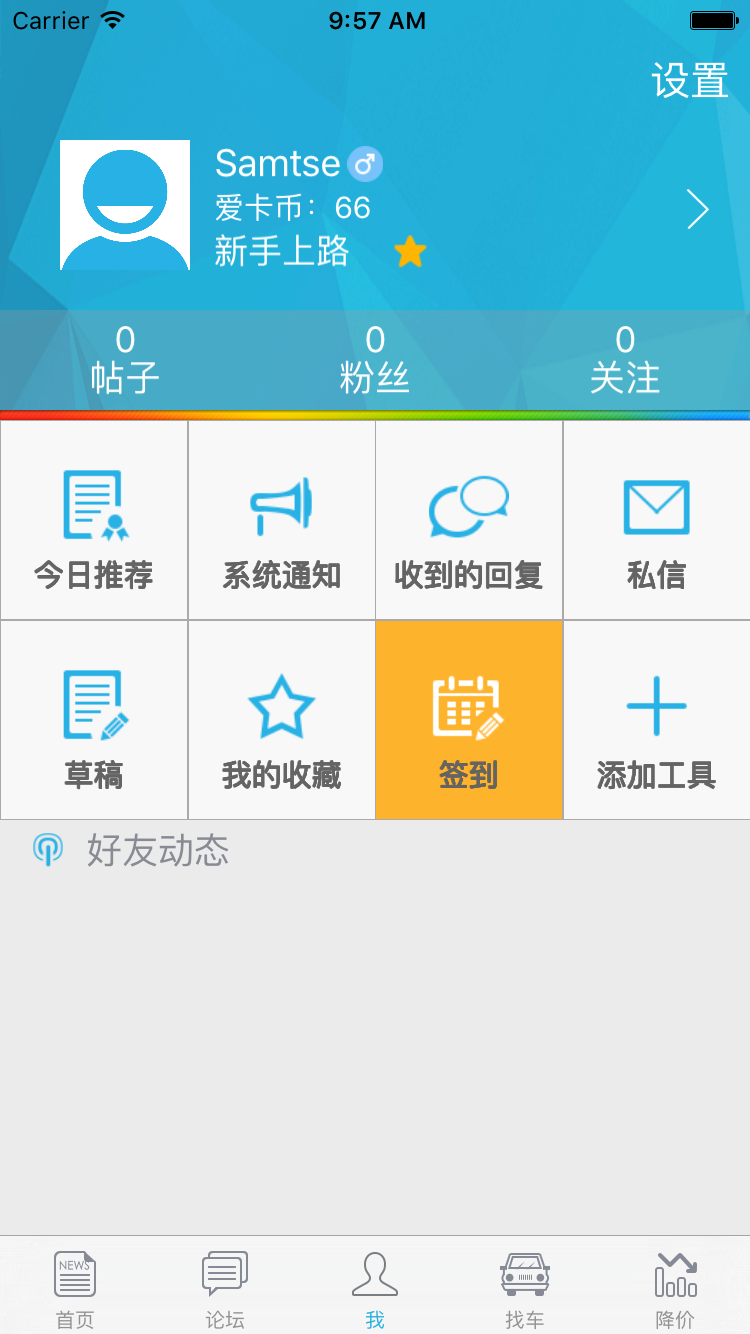 Carrier 9:57 AM
设置
Samtse
爱卡币：66
新手上路
0 0 0
帖子 粉丝 关注
今日推荐 系统通知 收到的回复 私信
草稿 我的收藏 签到 添加工具
好友动态
NEWS
首页 论坛 我 找车 降价